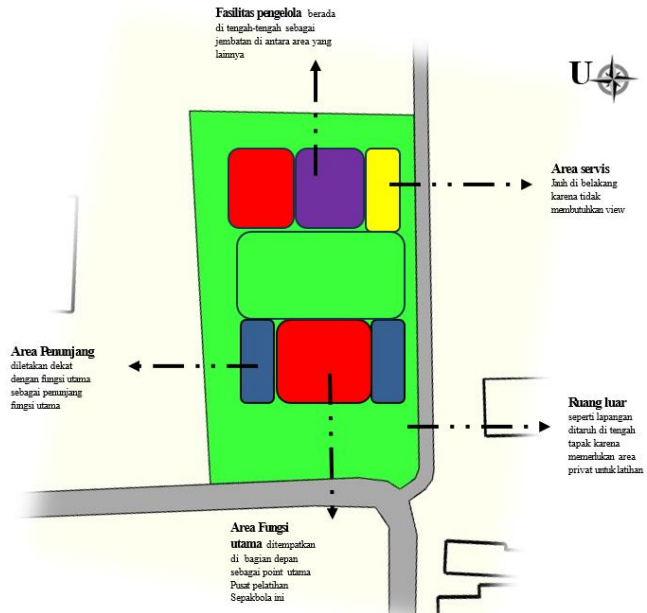 Fasilitas pengelola berada
di tengah-tengah sebagai
jembatan di antara area yang
lainnya
U
Area servis
Jauh di belakang
karena tidak
membutuhkan view
Area Penunjang
diletakan dekat
dengan fungsi utama
sebagai penunjang
fungsi utama
Ruang luar
seperti lapangan
ditaruh di tengah
tapak karena
memerlukan area
privat untuk latihan
Area Fungsi
utama ditempatkan
di bagian depan
sebagai point utama
Pusat pelatihan
Sepakbola ini